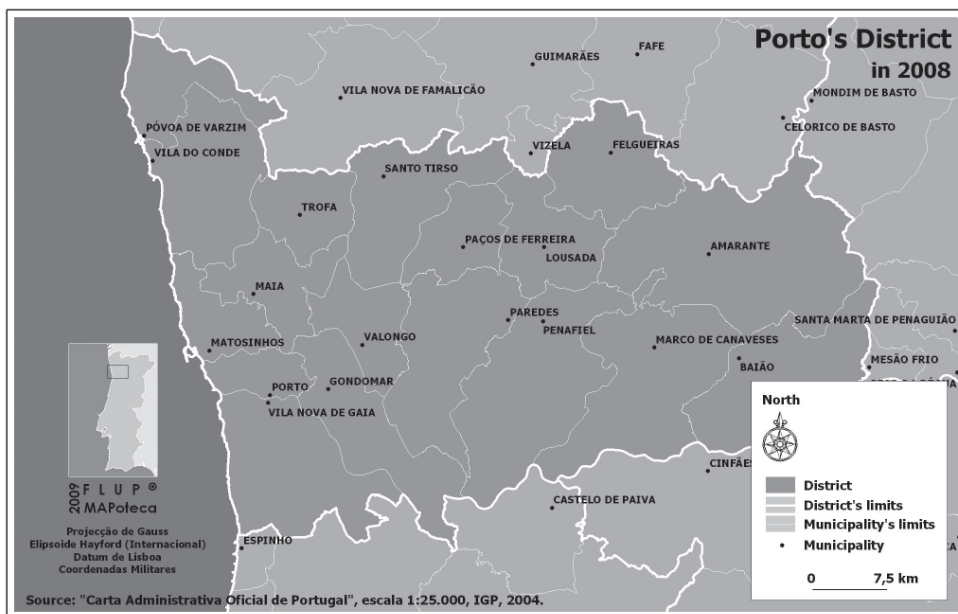 Porto's District
in 2008
GUIMARÃES
FAFE
VILA NOVA DE FAMALICÃO
MONDIM DE BASTO
CELORICO DE BASTO
PÓVOA DE VARZIM
VILA DO CONDE
VIZELA
FELGUEIRAS
SANTO TIRSO
TROFA
PAÇOS DE FERREIRA
LOUSADA
AMARANTE
MAIA
PAREDES
PENAFIEL
SANTA MARTA DE PENAGUIÃO
MATOSINHOS
VALONGO
MARCO DE CANAVESES
BAIÃO
MESÃO FRIO
PORTO
GONDOMAR
VILA NOVA DE GAIA
North
CINFÃES
CASTELO DE PAIVA
ESPINHO
District
District's limits
Municipality's limits
Municipality
0 7,5 km
2009
FLUP
MAPoteca
Projecção de Gauss
Elipsoide Hayford (Internacional)
Datum de Lisboa
Coordenadas Militares
Source: "Carta Administrativa Oficial de Portugal", escala 1:25.000, IGP, 2004.